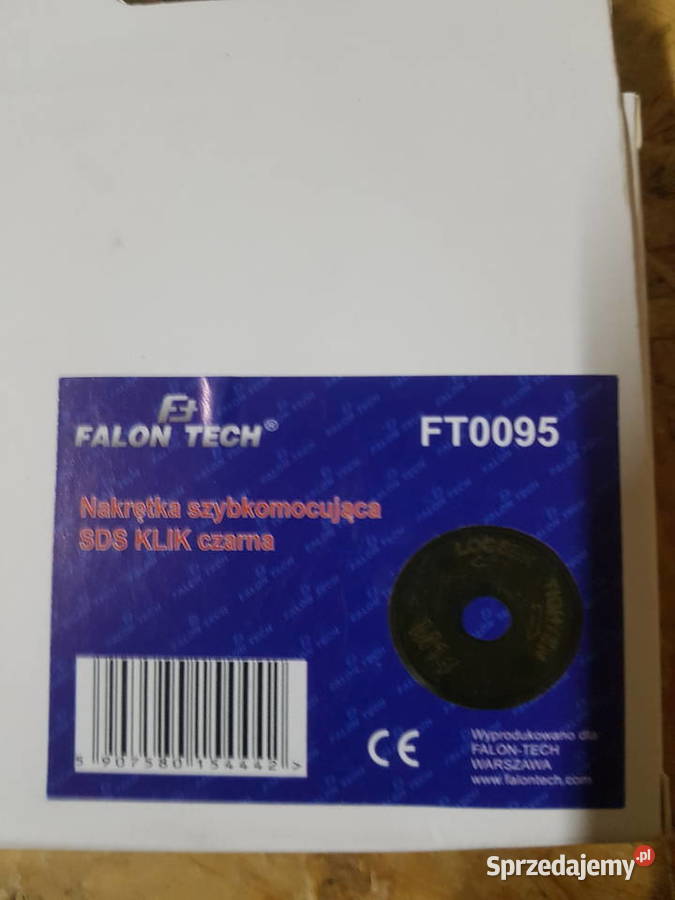 FALON TECH®
FT0095
Nakrętka szybkomocująca
SDS KLIK czarna
5 907580 154442 >
CE
Wyprodukowano dla
FALON-TECH
WARSZAWA
www.falontech.com
Sprzedajemy.pl